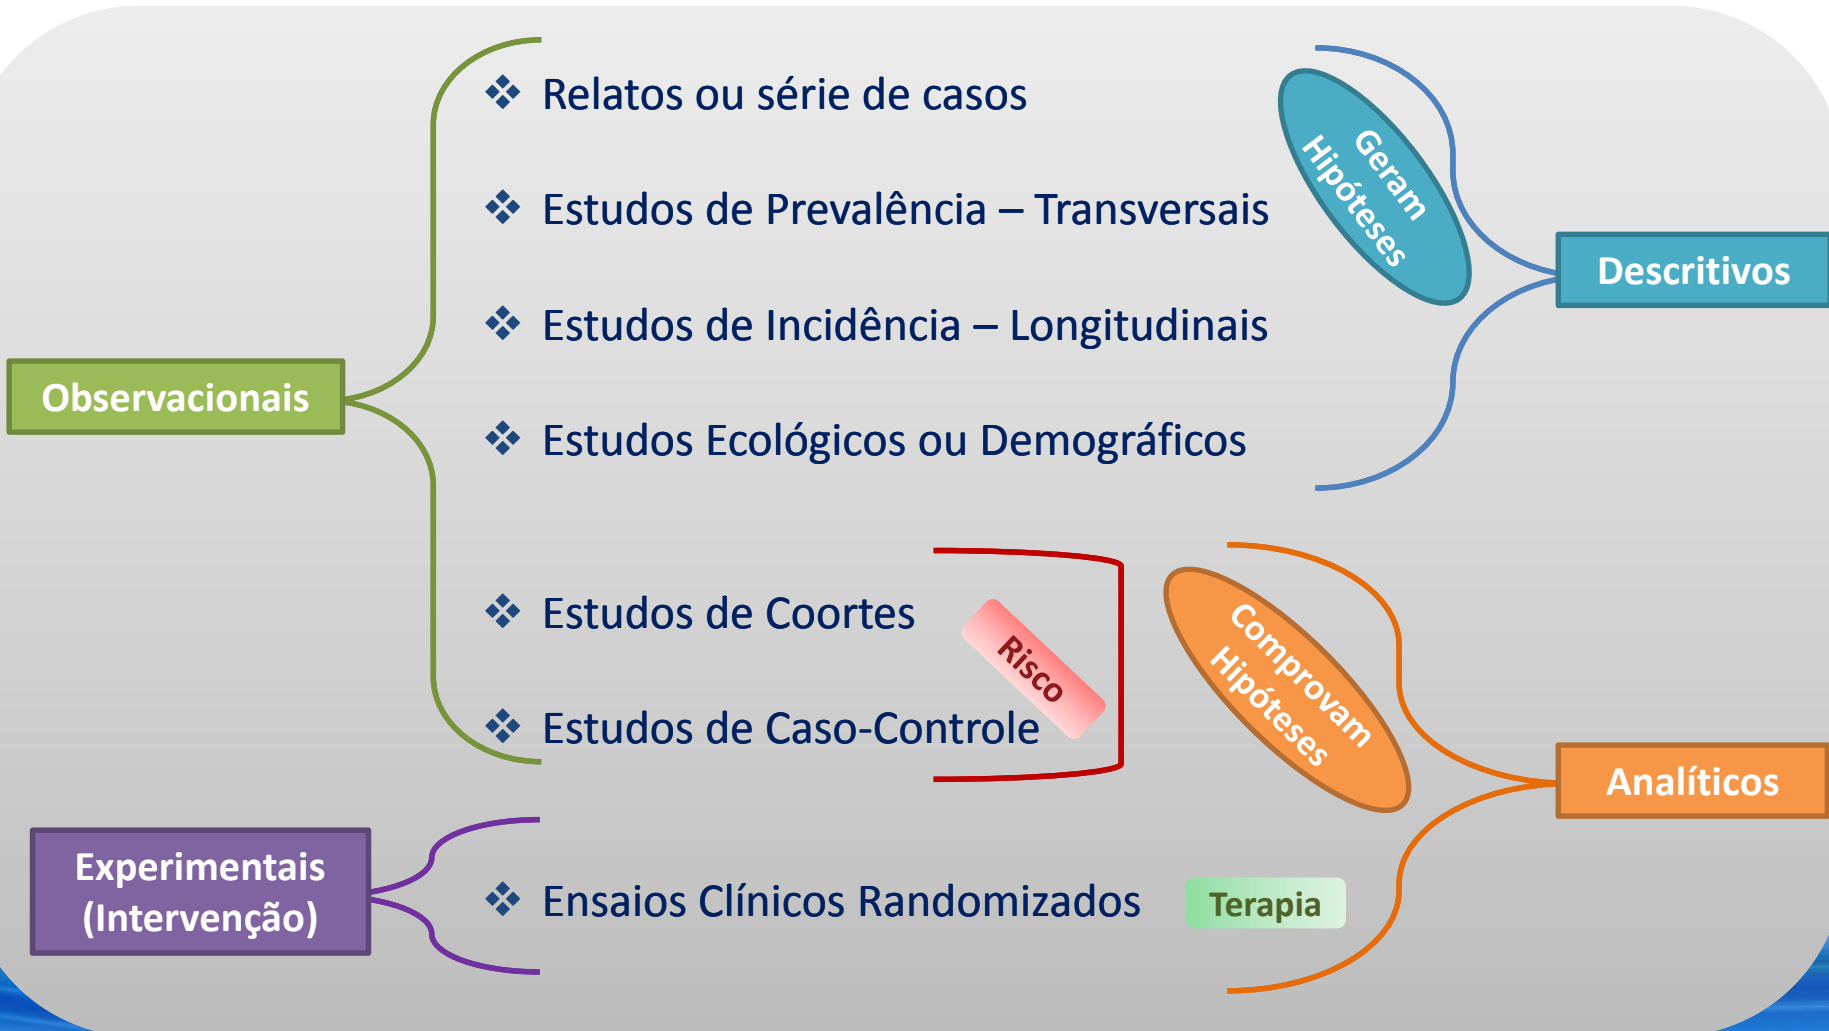 Relatos ou série de casos
Estudos de Prevalência – Transversais
Estudos de Incidência – Longitudinais
Estudos Ecológicos ou Demográficos
Geram
Hipóteses
Descritivos
Observacionais
Estudos de Coortes
Estudos de Caso-Controle
Risco
Comprovam
Hipóteses
Analíticos
Experimentais
(Intervenção)
Ensaios Clínicos Randomizados
Terapia